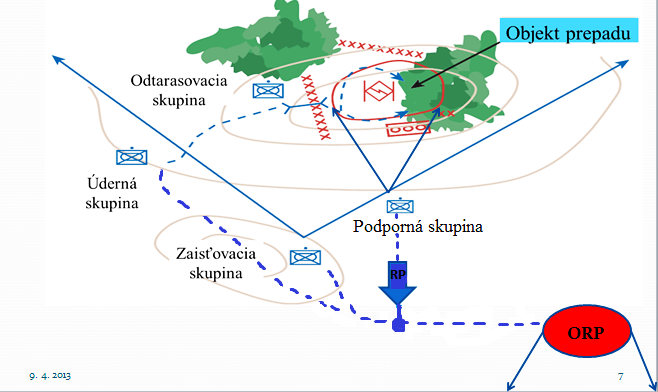 Objekt prepadu
Odtarasovacia
skupina
Úderná
skupina
Podporná skupina
Zaisťovacia
skupina
RP
ORP
9. 4. 2013
7